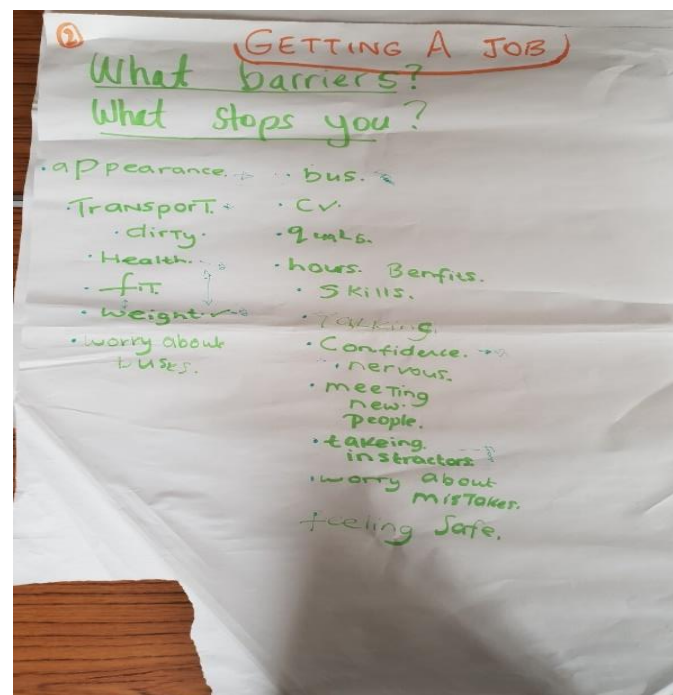 2
GETTING A JOB
What barriers?
What stops you?
• appearance.
• TransporT.
• dirty.
• Health.
• fiT.
• weight
• worry about
buses.
• bus.
• CV.
• quals.
• hours. Benfits.
• Skills.
• Talking.
• Confidence.
• nervous.
• meeTing
new.
people.
• takeing.
instractors
• worry about
misTakes.
feeling Safe.